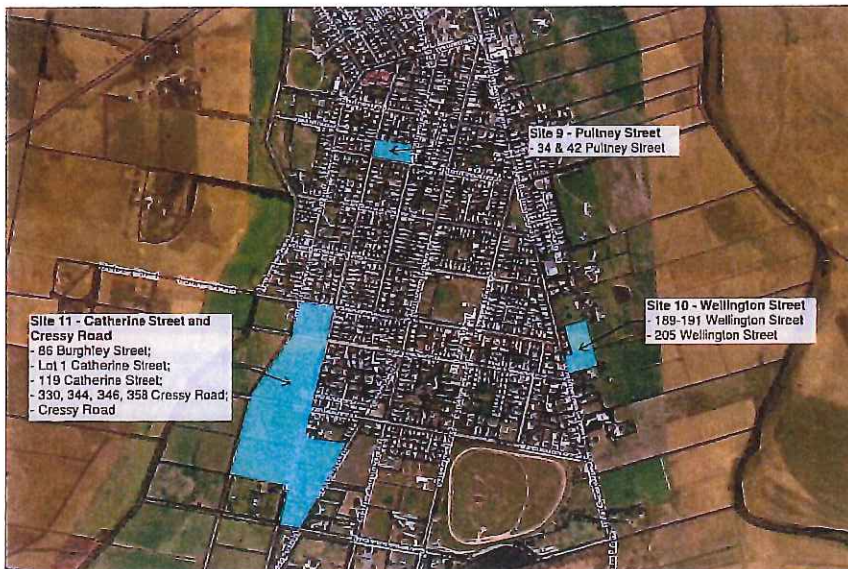 Site 9 - Pultney Street
- 34 & 42 Pultney Street
Site 10 - Wellington Street
- 189-191 Wellington Street
- 205 Wellington Street
Site 11 - Catherine Street and
Cressy Road
- 86 Burghley Street;
- Lot 1 Catherine Street;
- 119 Catherine Street;
- 330, 344, 346, 358 Cressy Road;
- Cressy Road